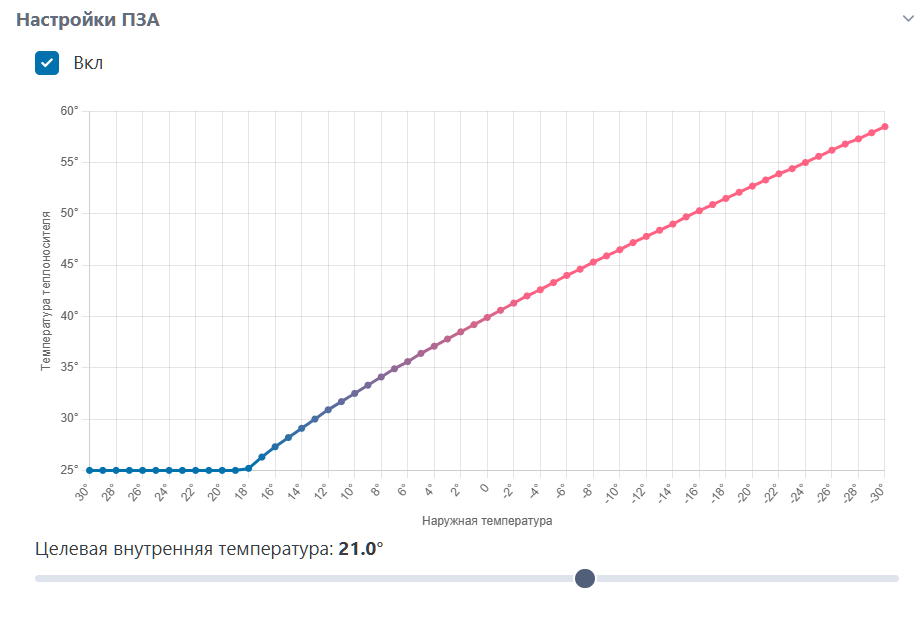 Настройки ПЗА
Вкл
60°
55°
50°
45°
40°
35°
30°
25°
Температура теплоносителя
30° 28° 26° 24° 22° 20° 18° 16° 14° 12° 10° 8° 6° 4° 2° 0 -2° -4° -6° -8° -10° -12° -14° -16° -18° -20° -22° -24° -26° -28° -30°
Наружная температура
Целевая внутренняя температура: 21.0°